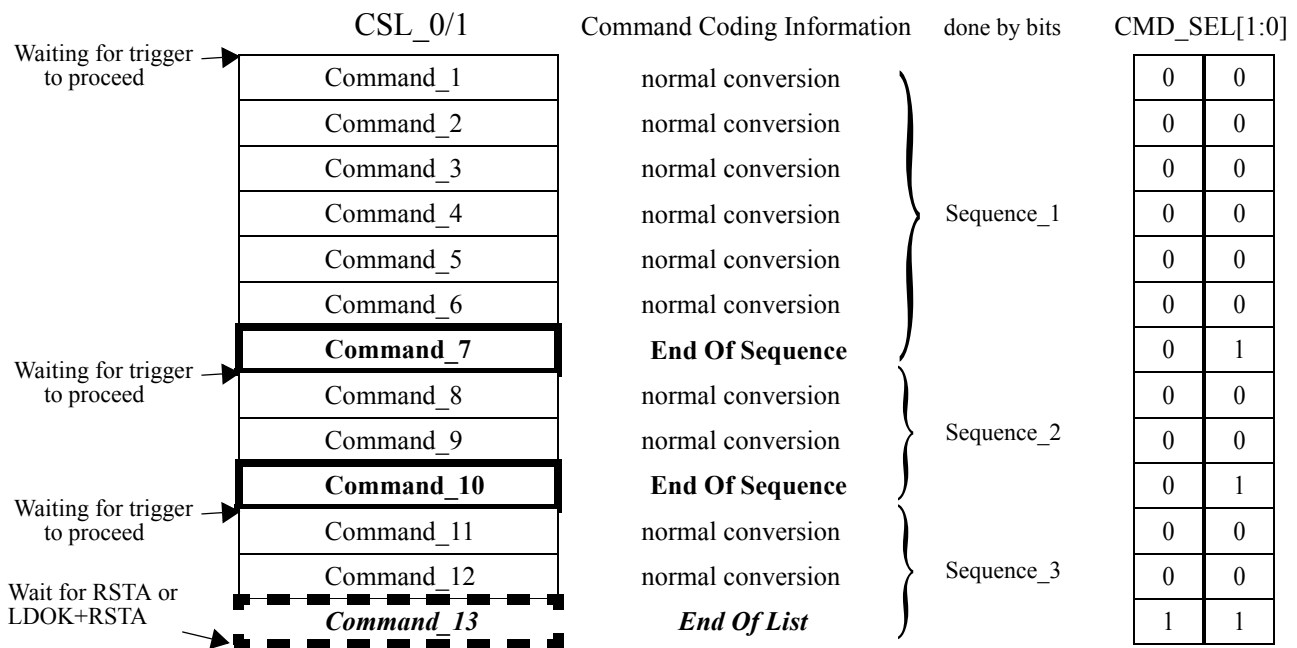 CSL_0/1 Command Coding Information done by bits CMD_SEL[1:0]
Waiting for trigger
to proceed
Command_1 normal conversion 0 0
Command_2 normal conversion 0 0
Command_3 normal conversion 0 0
Command_4 normal conversion Sequence_1 0 0
Command_5 normal conversion 0 0
Command_6 normal conversion 0 0
Command_7 End Of Sequence 0 1
Waiting for trigger
to proceed
Command_8 normal conversion 0 0
Command_9 normal conversion Sequence_2 0 0
Command_10 End Of Sequence 0 1
Waiting for trigger
to proceed
Command_11 normal conversion 0 0
Command_12 normal conversion Sequence_3 0 0
Wait for RSTA or
LDOK+RSTA
Command_13 End Of List 1 1